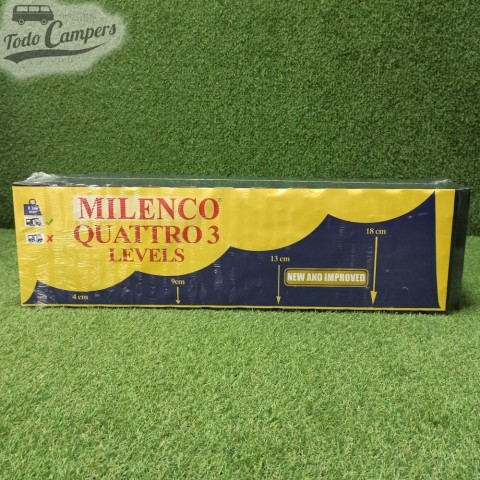 Todo Campers
MILENCO
QUATTRO 3
LEVELS
4 cm
9cm
13 cm
18 cm
NEW AND IMPROVED